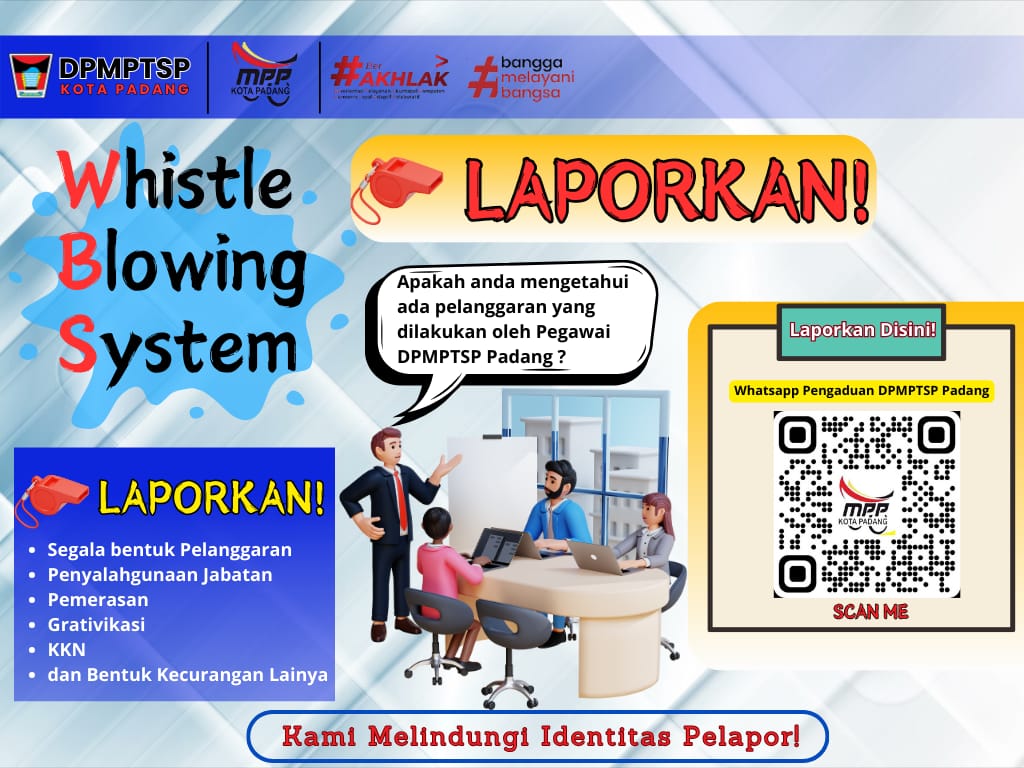 DPMPTSP
KOTA PADANG
MPP
KOTA PADANG
#Ber
AKHLAK
#bangga
melayani
bangsa
Whistle
Blowing
System
LAPORKAN!
Apakah anda mengetahui
ada pelanggaran yang
dilakukan oleh Pegawai
DPMPTSP Padang ?
Laporkan Disini!
Whatsapp Pengaduan DPMPTSP Padang
MPP
KOTA PADANG
SCAN ME
LAPORKAN!
• Segala bentuk Pelanggaran
• Penyalahgunaan Jabatan
• Pemerasan
• Grativikasi
• KKN
• dan Bentuk Kecurangan Lainya
Kami Melindungi Identitas Pelapor!